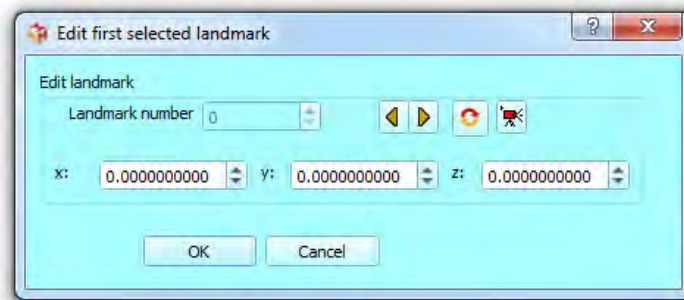 Edit first selected landmark
Edit landmark
Landmark number 0
x: 0.0000000000 y: 0.0000000000 z: 0.0000000000
OK Cancel